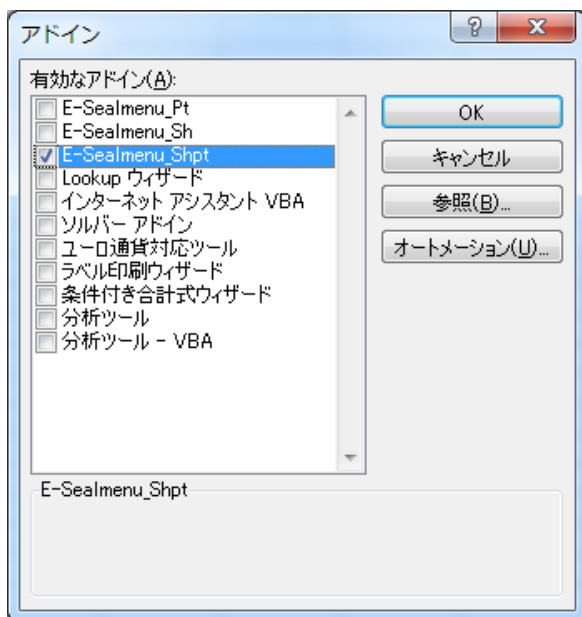 アドイン
有効なアドイン(A):
E-Sealmenu_Pt
E-Sealmenu_Sh
E-Sealmenu_Shpt
Lookup ウィザード
インターネット アシスタント VBA
ソルバー アドイン
ユーロ通貨対応ツール
ラベル印刷ウィザード
条件付き合計式ウィザード
分析ツール
分析ツール - VBA
OK
キャンセル
参照(B)...
オートメーション(U)...
E-Sealmenu_Shpt